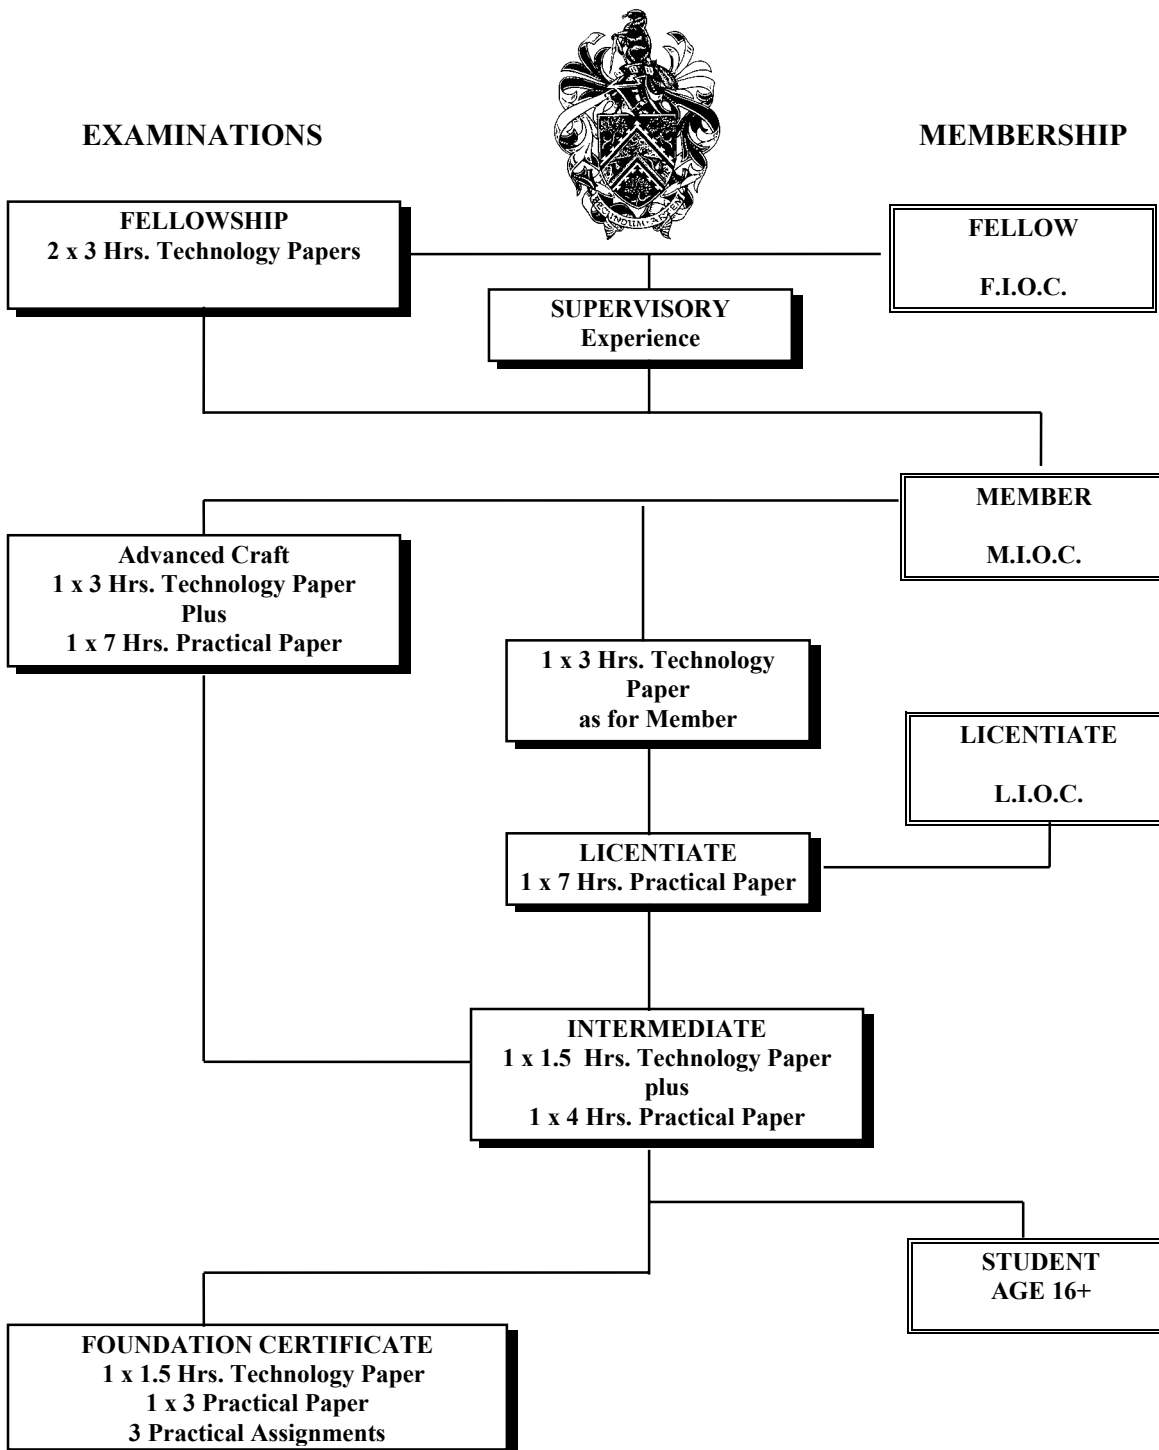 EXAMINATIONS
MEMBERSHIP
SECUNDUM · ARTEM
FELLOWSHIP
2 x 3 Hrs. Technology Papers
FELLOW
F.I.O.C.
SUPERVISORY
Experience
MEMBER
M.I.O.C.
Advanced Craft
1 x 3 Hrs. Technology Paper
Plus
1 x 7 Hrs. Practical Paper
1 x 3 Hrs. Technology
Paper
as for Member
LICENTIATE
L.I.O.C.
LICENTIATE
1 x 7 Hrs. Practical Paper
INTERMEDIATE
1 x 1.5 Hrs. Technology Paper
plus
1 x 4 Hrs. Practical Paper
STUDENT
AGE 16+
FOUNDATION CERTIFICATE
1 x 1.5 Hrs. Technology Paper
1 x 3 Practical Paper
3 Practical Assignments